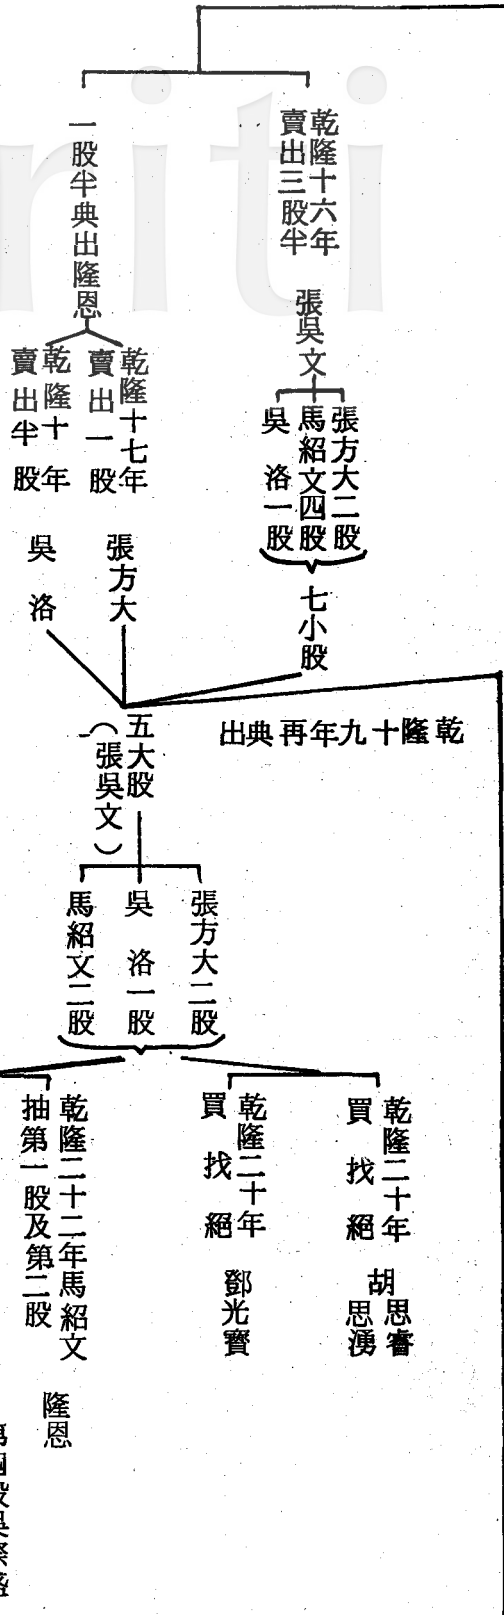 乾隆十六年
賣出三股半
張吳文
張方大二股
馬紹文四股
吳洛一股
七小股
一股半典出隆恩
乾隆十七年
賣出一股
張方大
乾隆十年
賣出半股
吳洛
乾隆十九年再典出
五大股
（張吳文）
張方大二股
吳洛一股
馬紹文二股
乾隆二十年
買找絕
胡思睿
思湧
乾隆二十年
買找絕
鄧光寶
乾隆二十二年馬紹文
抽第一股及第二股
隆恩